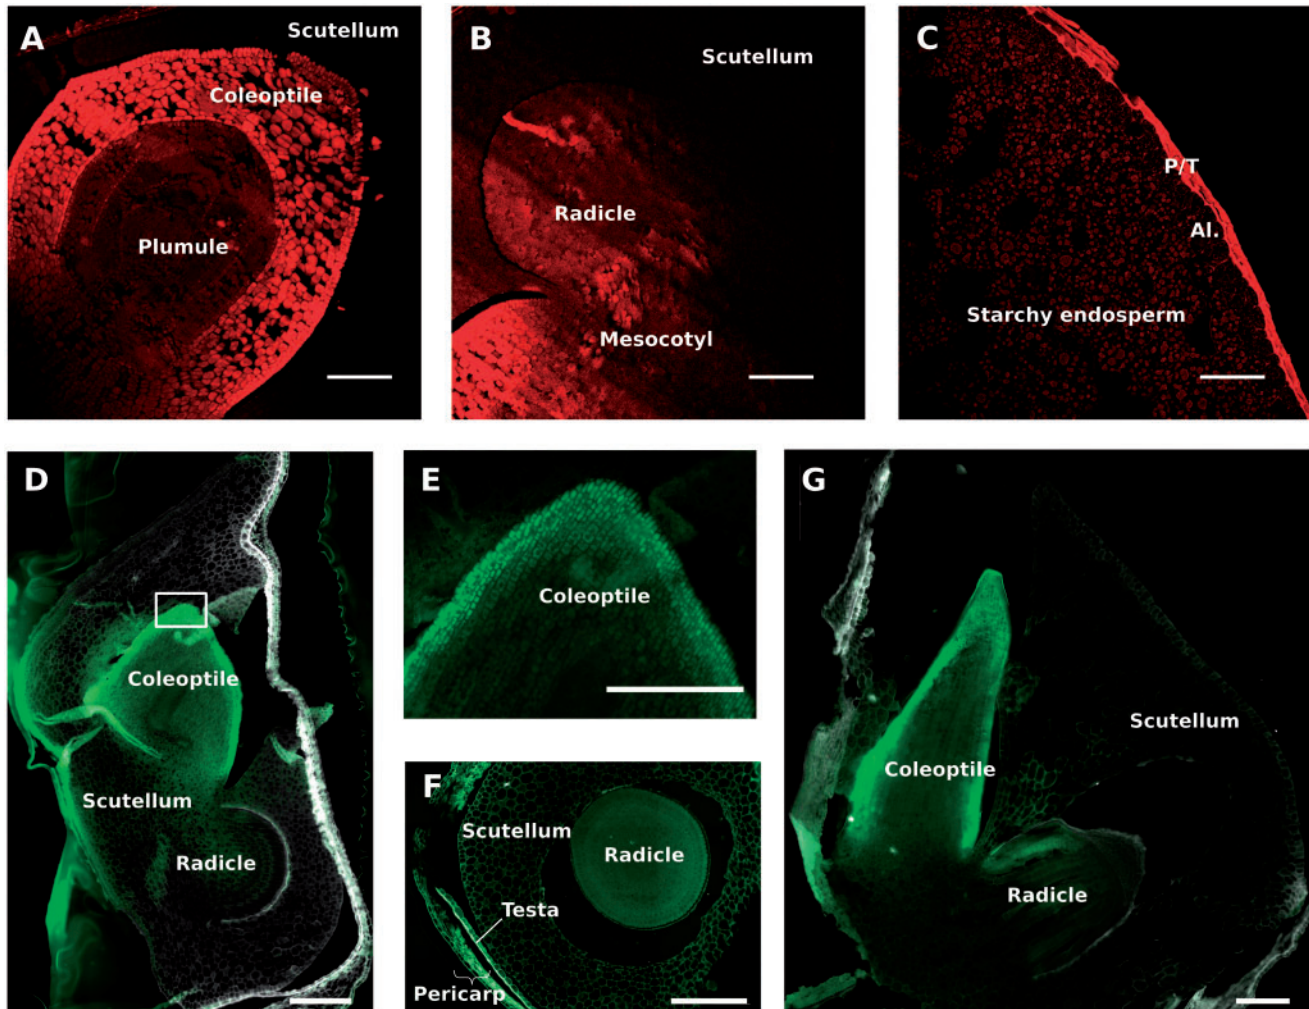 A
Scutellum
Coleoptile
Plumule
B
Scutellum
Radicle
Mesocotyl
C
P/T
Al.
Starchy endosperm
D
Coleoptile
Scutellum
Radicle
E
Coleoptile
F
Scutellum
Radicle
Testa
Pericarp
G
Scutellum
Coleoptile
Radicle